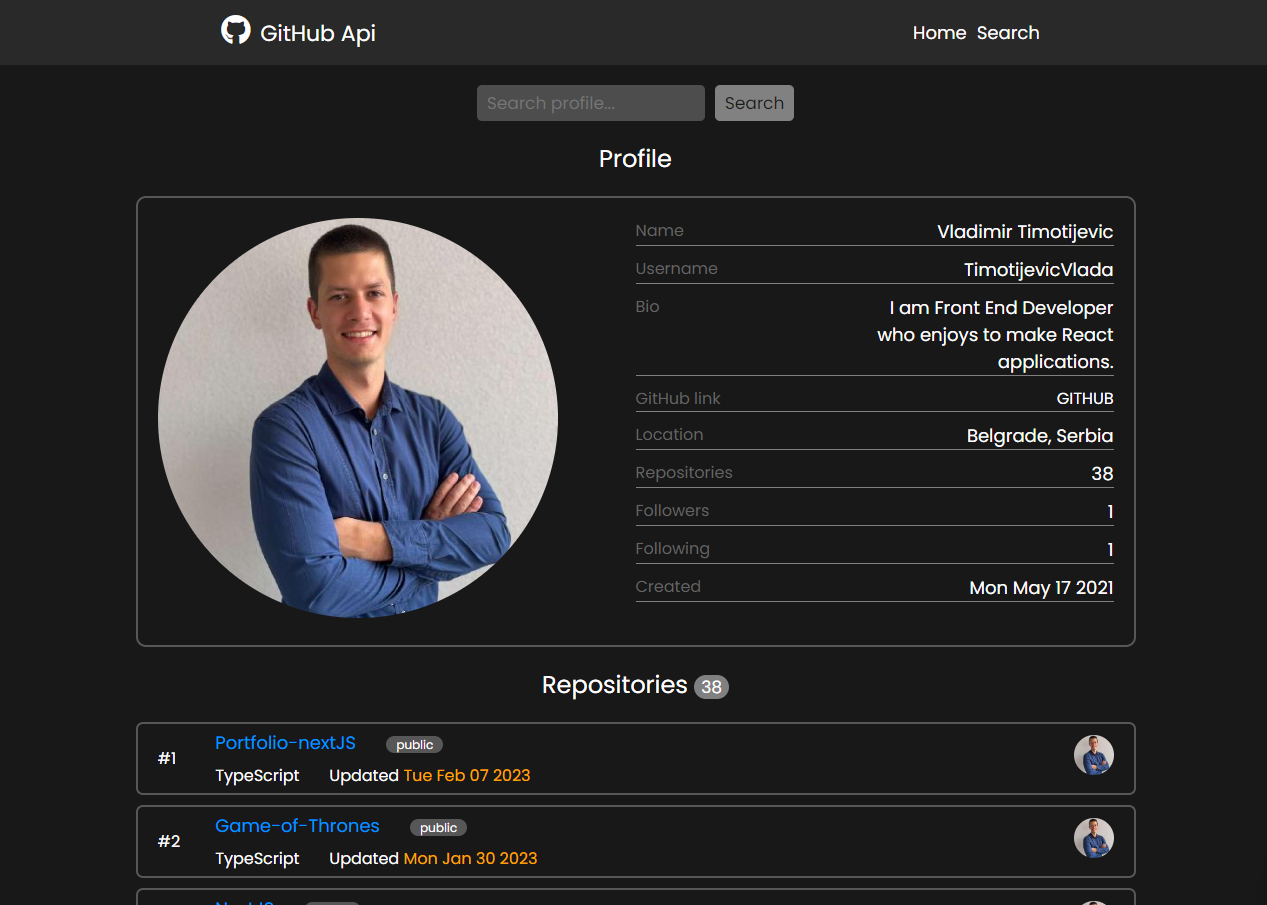 GitHub Api
Home Search
Search profile...
Search
Profile
Name Vladimir Timotijevic
Username TimotijevicVlada
Bio I am Front End Developer
who enjoys to make React
applications.
GitHub link GITHUB
Location Belgrade, Serbia
Repositories 38
Followers 1
Following 1
Created Mon May 17 2021
Repositories 38
#1
Portfolio-nextJS public
TypeScript Updated Tue Feb 07 2023
#2
Game-of-Thrones public
TypeScript Updated Mon Jan 30 2023